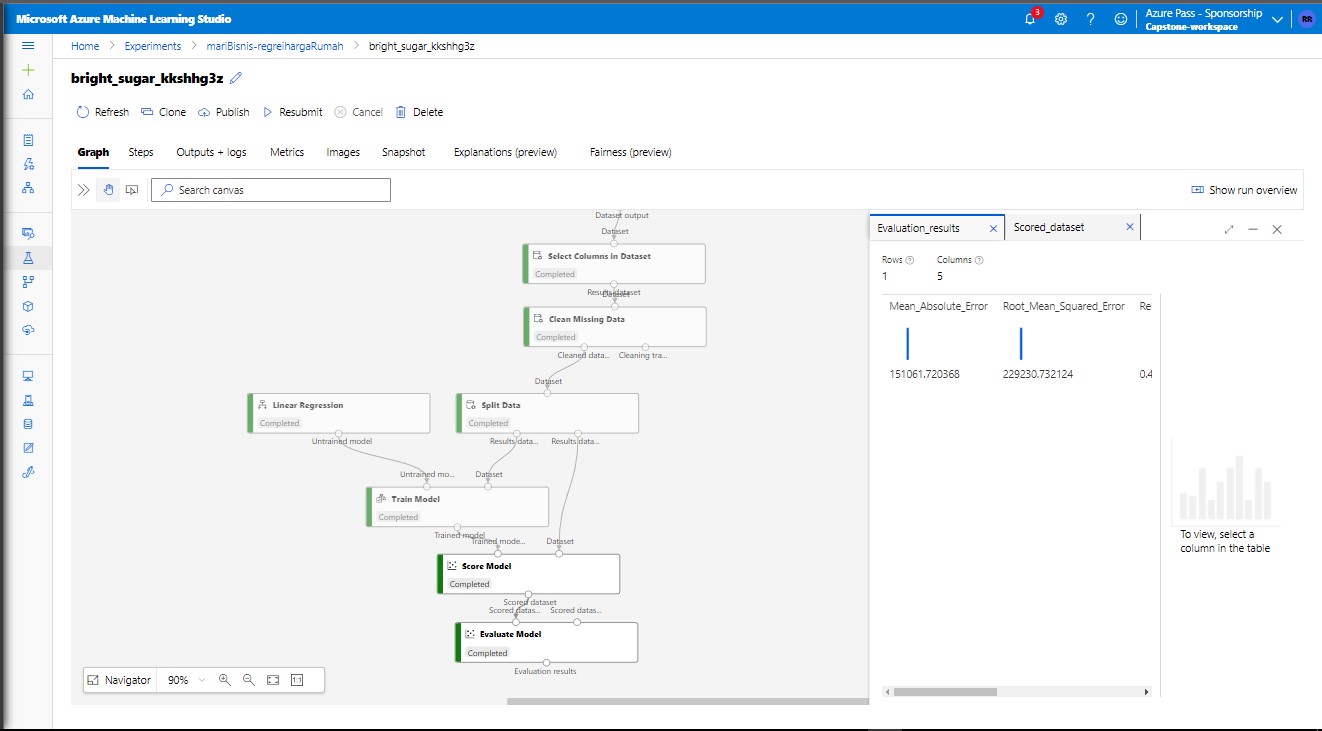 Microsoft Azure Machine Learning Studio
3
Azure Pass - Sponsorship
Capstone-workspace
RR
Home > Experiments > mariBisnis-regreihargaRumah > bright_sugar_kkshhg3z
bright_sugar_kkshhg3z
Refresh Clone Publish Resubmit Cancel Delete
Graph Steps Outputs + logs Metrics Images Snapshot Explanations (preview) Fairness (preview)
Search canvas
Show run overview
Dataset output
Dataset
Select Columns in Dataset
Completed
Results dataset
Dataset
Clean Missing Data
Completed
Cleaned data... Cleaning tra...
Dataset
Linear Regression
Completed
Untrained model
Split Data
Completed
Results data... Results data...
Untrained mo... Dataset
Train Model
Completed
Trained model
Trained mode... Dataset
Score Model
Completed
Scored dataset
Scored datas... Scored datas...
Evaluate Model
Completed
Evaluation results
Navigator 90% 1:1
Evaluation_results Scored_dataset
Rows Columns
1 5
Mean_Absolute_Error Root_Mean_Squared_Error Re
151061.720368 229230.732124 0.4
To view, select a
column in the table